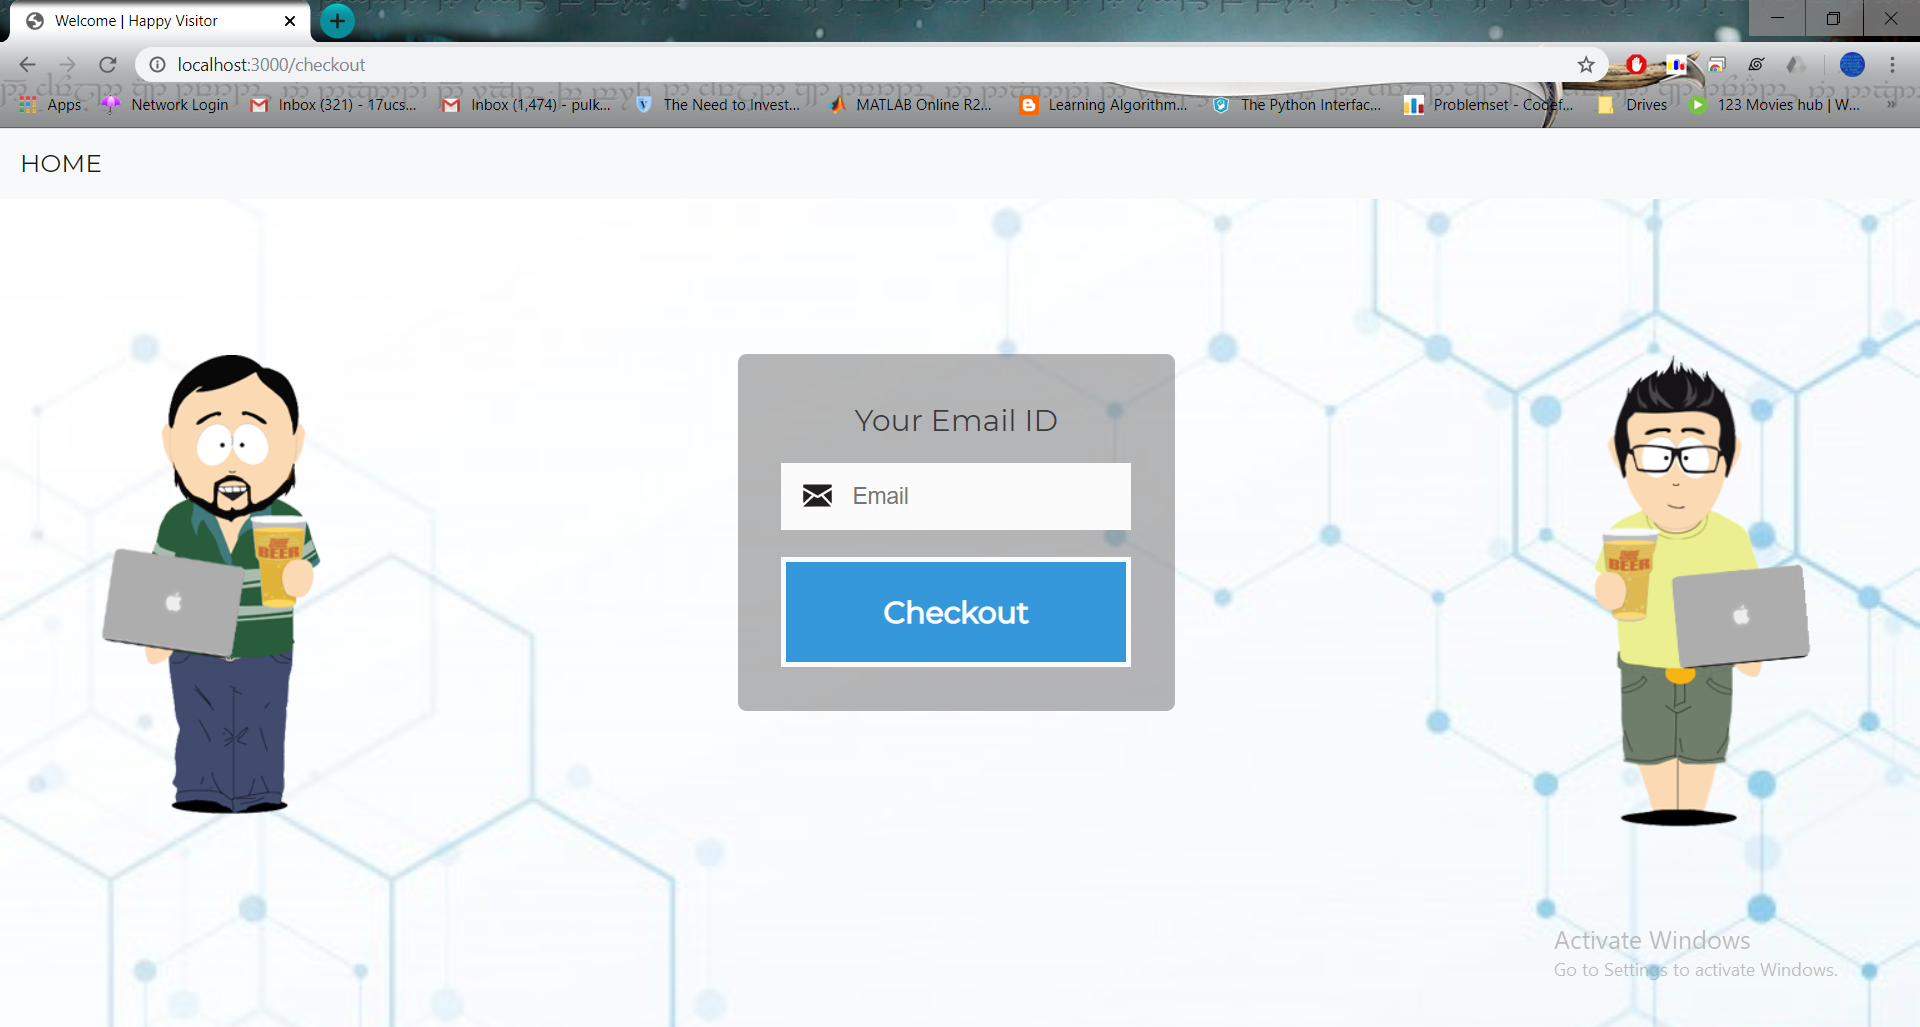 Welcome | Happy Visitor
localhost:3000/checkout
Apps
Network Login
Inbox (321) - 17ucs...
Inbox (1,474) - pulk...
The Need to Invest...
MATLAB Online R2...
Learning Algorithm...
The Python Interfac...
Problemset - Codef...
Drives
123 Movies hub | W...
HOME
Your Email ID
Email
Checkout
BEER
BEER
Activate Windows
Go to Settings to activate Windows.